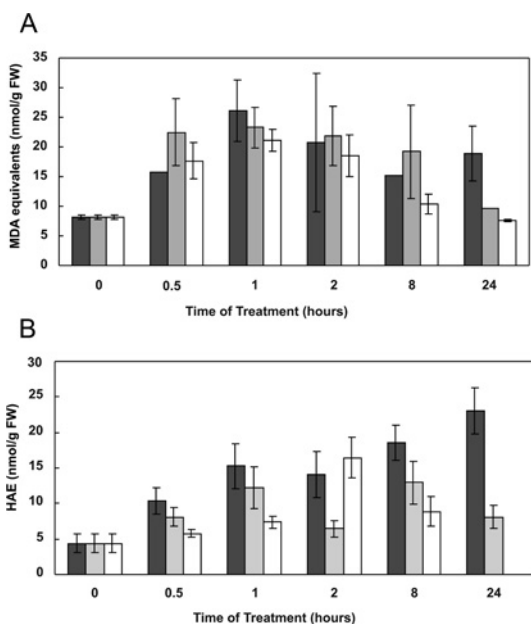 A
MDA equivalents (nmol/g FW)
35
30
25
20
15
10
5
0
0 0.5 1 2 8 24
Time of Treatment (hours)
B
HAE (nmol/g FW)
30
25
20
15
10
5
0
0 0.5 1 2 8 24
Time of Treatment (hours)